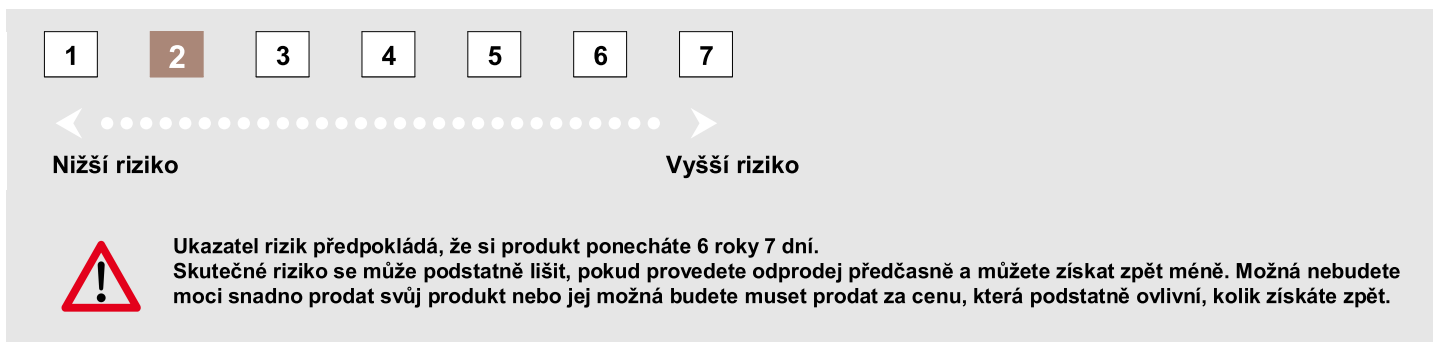 1 2 3 4 5 6 7
Nižší riziko Vyšší riziko
Ukazatel rizik předpokládá, že si produkt ponecháte 6 roky 7 dní.
Skutečné riziko se může podstatně lišit, pokud provedete odprodej předčasně a můžete získat zpět méně. Možná nebudete
moci snadno prodat svůj produkt nebo jej možná budete muset prodat za cenu, která podstatně ovlivní, kolik získáte zpět.